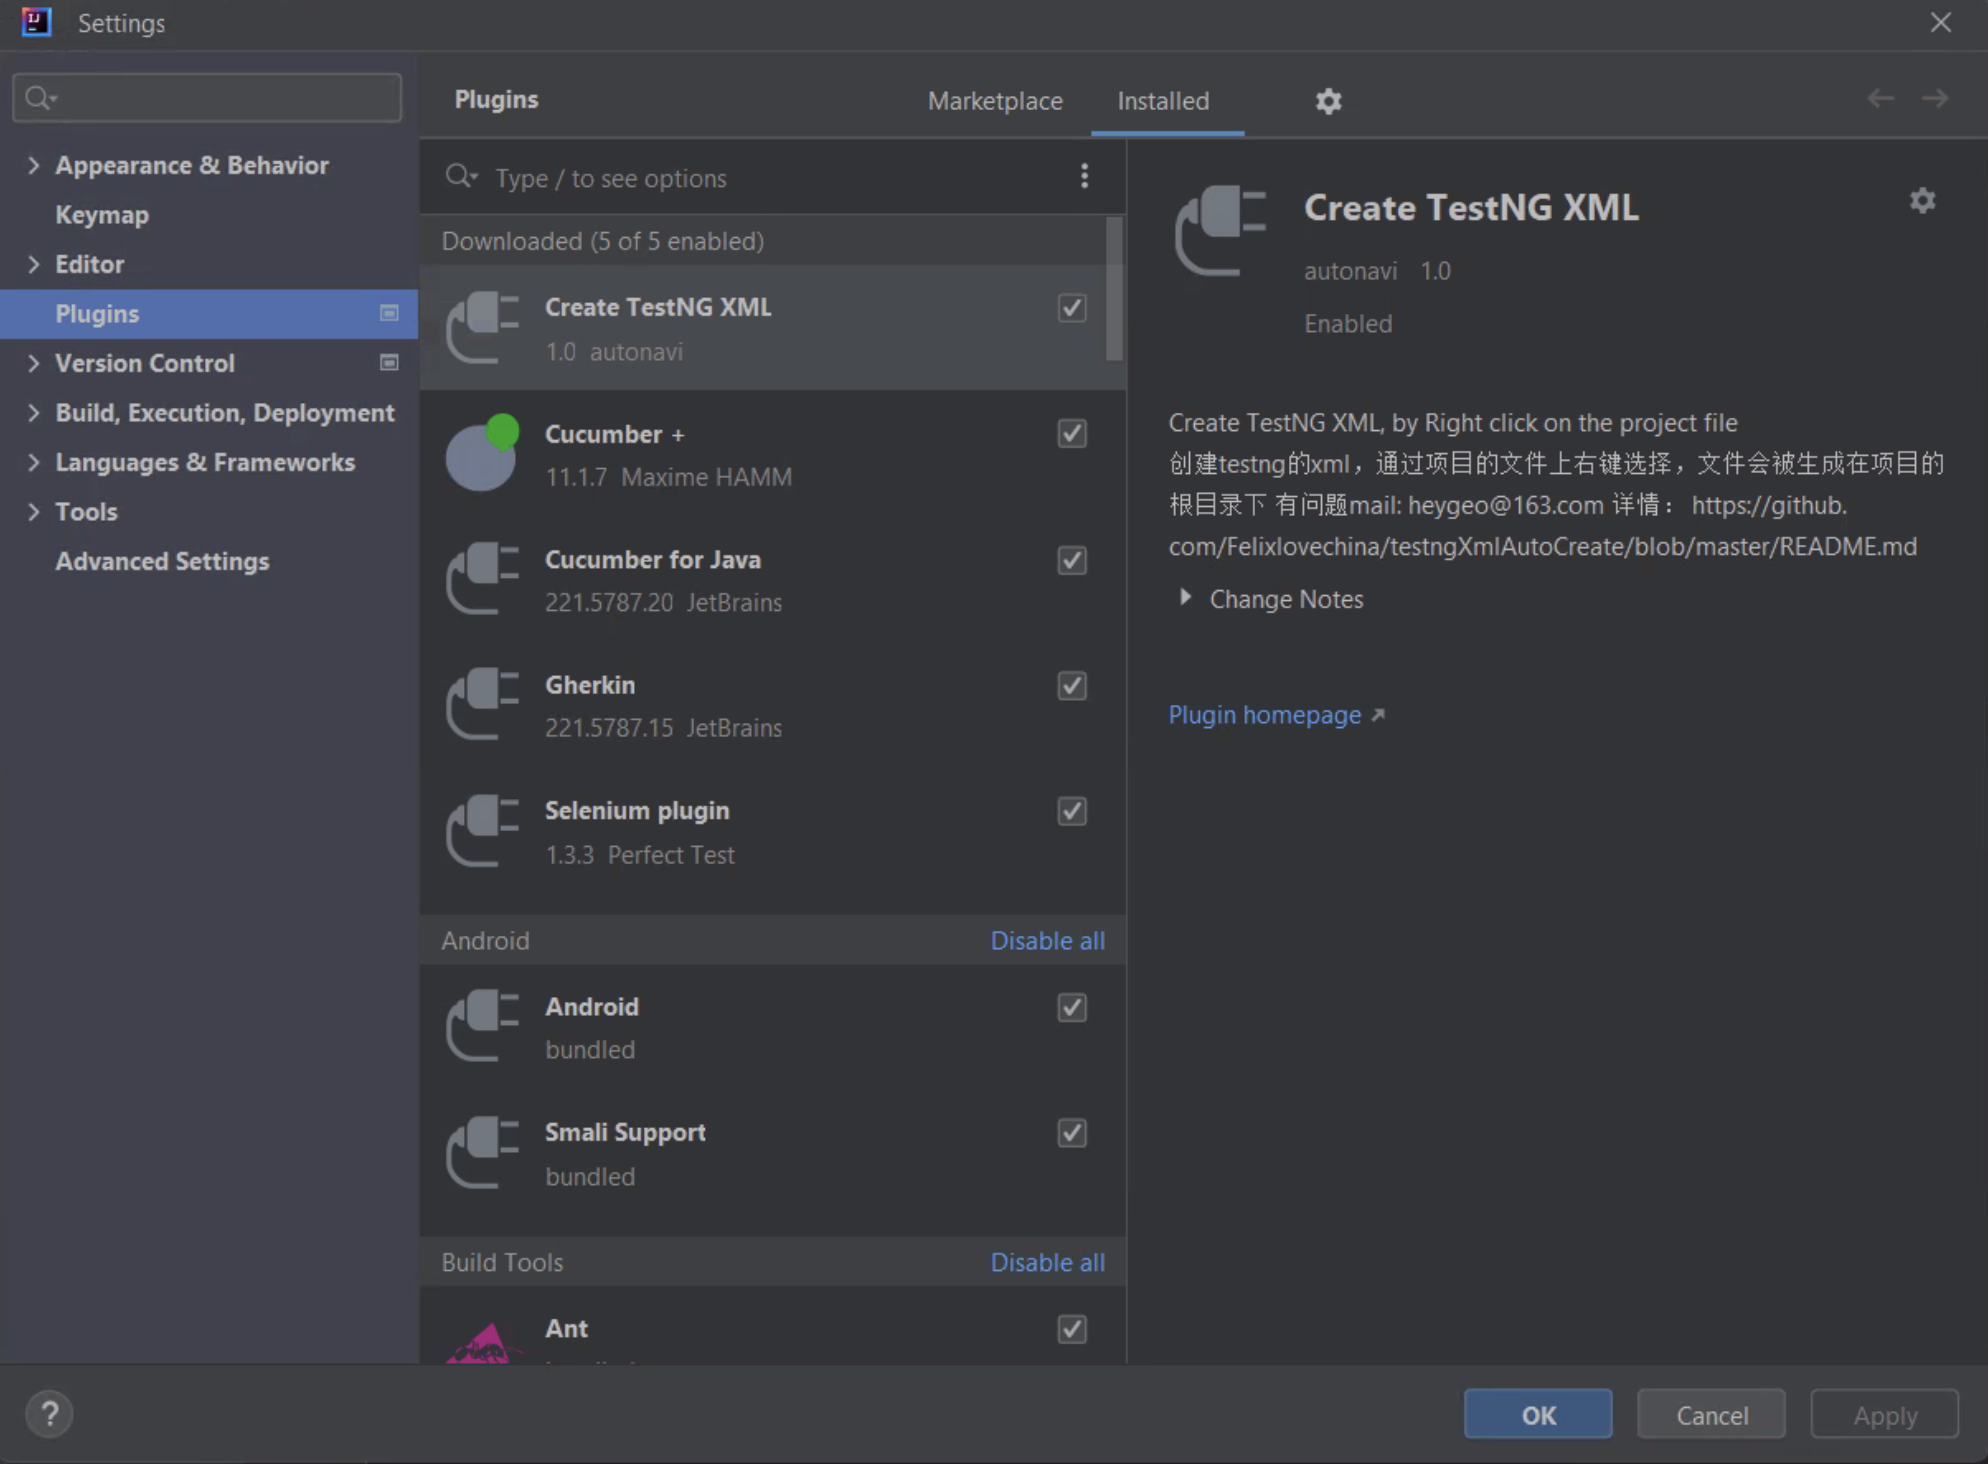 Settings
Plugins
Marketplace
Installed
Appearance & Behavior
Keymap
Editor
Plugins
Version Control
Build, Execution, Deployment
Languages & Frameworks
Tools
Advanced Settings
Type / to see options
Downloaded (5 of 5 enabled)
Create TestNG XML
1.0 autonavi
Cucumber +
11.1.7 Maxime HAMM
Cucumber for Java
221.5787.20 JetBrains
Gherkin
221.5787.15 JetBrains
Selenium plugin
1.3.3 Perfect Test
Android Disable all
Android
bundled
Smali Support
bundled
Build Tools Disable all
Ant
Create TestNG XML
autonavi 1.0
Enabled
Create TestNG XML, by Right click on the project file
创建testng的xml，通过项目的文件上右键选择，文件会被生成在项目的
根目录下 有问题mail: heygeo@163.com 详情： https://github.
com/Felixlovechina/testngXmlAutoCreate/blob/master/README.md
Change Notes
Plugin homepage
?
OK
Cancel
Apply